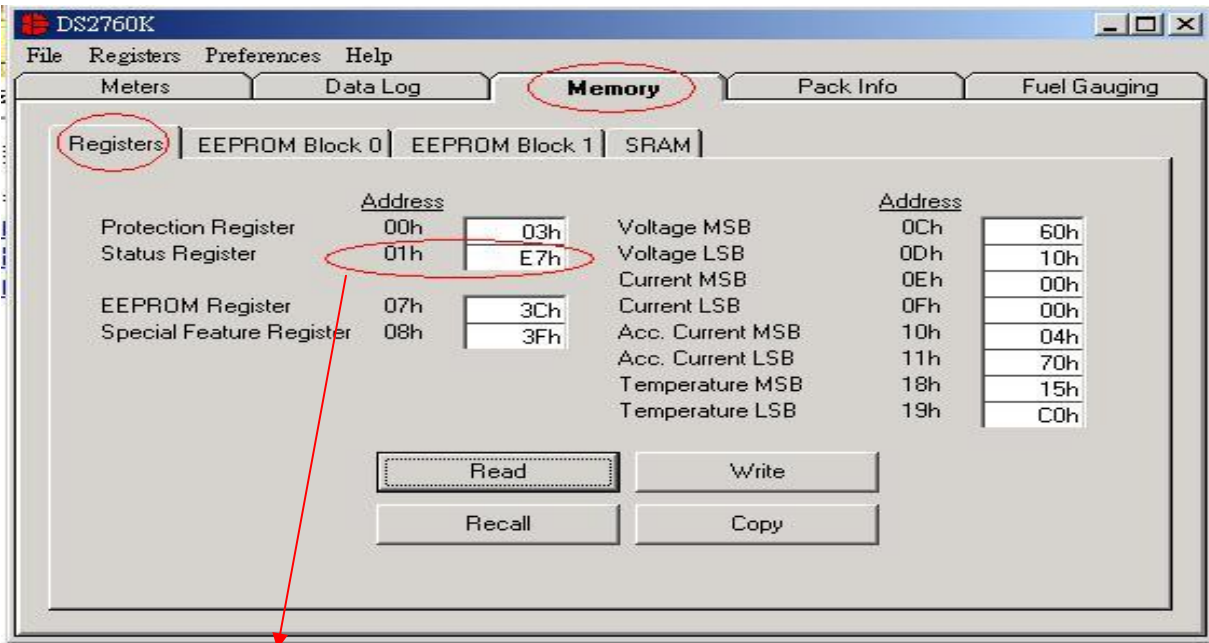 DS2760K
File Registers Preferences Help
Meters Data Log Memory Pack Info Fuel Gauging
Registers EEPROM Block 0 EEPROM Block 1 SRAM
Address Address
Protection Register 00h 03h Voltage MSB 0Ch 60h
Status Register 01h E7h Voltage LSB 0Dh 10h
Current MSB 0Eh 00h
EEPROM Register 07h 3Ch Current LSB 0Fh 00h
Special Feature Register 08h 3Fh Acc. Current MSB 10h 04h
Acc. Current LSB 11h 70h
Temperature MSB 18h 15h
Temperature LSB 19h C0h
Read Write
Recall Copy